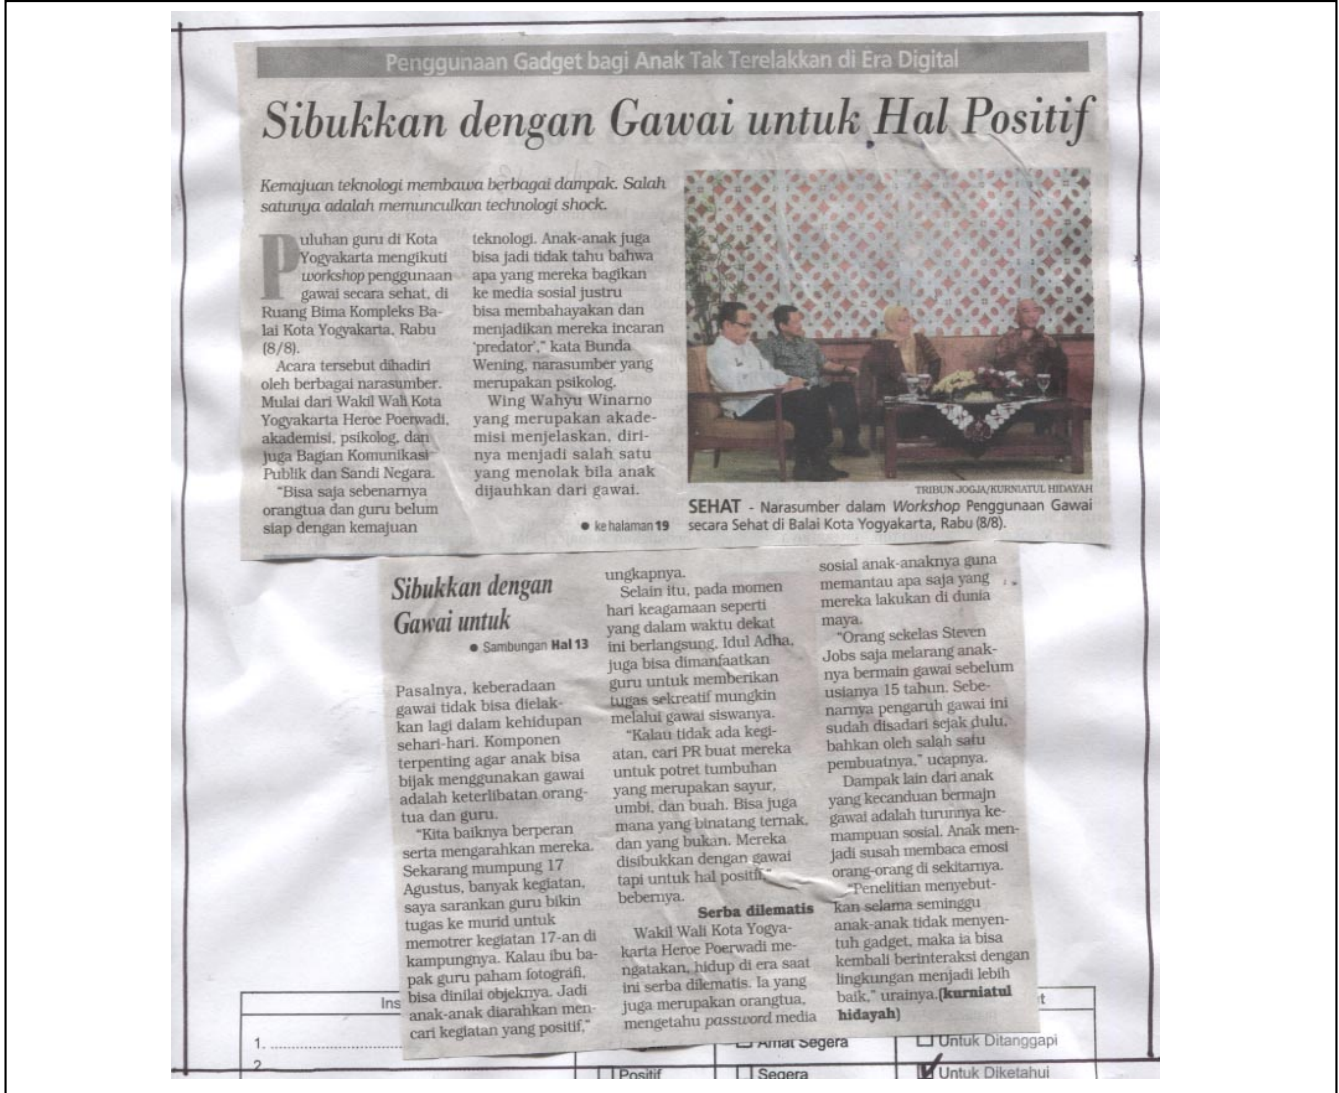 Penggunaan Gadget bagi Anak Tak Terelakkan di Era Digital
Sibukkan dengan Gawai untuk Hal Positif
Kemajuan teknologi membawa berbagai dampak. Salah
satunya adalah memunculkan technologi shock.
Puluhan guru di Kota
Yogyakarta mengikuti
workshop penggunaan
gawai secara sehat, di
Ruang Bima Kompleks Ba-
lai Kota Yogyakarta, Rabu
(8/8).
Acara tersebut dihadiri
oleh berbagai narasumber.
Mulai dari Wakil Wali Kota
Yogyakarta Heroe Poerwadi,
akademisi, psikolog, dan
juga Bagian Komunikasi
Publik dan Sandi Negara.
"Bisa saja sebenarnya
orangtua dan guru belum
siap dengan kemajuan
teknologi. Anak-anak juga
bisa jadi tidak tahu bahwa
apa yang mereka bagikan
ke media sosial justru
bisa membahayakan dan
menjadikan mereka incaran
'predator'," kata Bunda
Wening, narasumber yang
merupakan psikolog.
Wing Wahyu Winarno
yang merupakan akade-
misi menjelaskan, diri-
nya menjadi salah satu
yang menolak bila anak
dijauhkan dari gawai.
● ke halaman 19
TRIBUN JOGJA/KURNIATUL HIDAYAH
SEHAT - Narasumber dalam Workshop Penggunaan Gawai
secara Sehat di Balai Kota Yogyakarta, Rabu (8/8).
Sibukkan dengan
Gawai untuk
● Sambungan Hal 13
Pasalnya, keberadaan
gawai tidak bisa dielak-
kan lagi dalam kehidupan
sehari-hari. Komponen
terpenting agar anak bisa
bijak menggunakan gawai
adalah keterlibatan orang-
tua dan guru.
"Kita baiknya berperan
serta mengarahkan mereka.
Sekarang mumpung 17
Agustus, banyak kegiatan,
saya sarankan guru bikin
tugas ke murid untuk
memotrer kegiatan 17-an di
kampungnya. Kalau ibu ba-
pak guru paham fotografi,
bisa dinilai objeknya. Jadi
anak-anak diarahkan men-
cari kegiatan yang positif,"
ungkapnya.
Selain itu, pada momen
hari keagamaan seperti
yang dalam waktu dekat
ini berlangsung, Idul Adha,
juga bisa dimanfaatkan
guru untuk memberikan
tugas sekreatif mungkin
melalui gawai siswanya.
"Kalau tidak ada kegi-
atan, cari PR buat mereka
untuk potret tumbuhan
yang merupakan sayur,
umbi, dan buah. Bisa juga
mana yang binatang ternak,
dan yang bukan. Mereka
disibukkan dengan gawai
tapi untuk hal positif,"
bebernya.
Serba dilematis
Wakil Wali Kota Yogya-
karta Heroe Poerwadi me-
ngatakan, hidup di era saat
ini serba dilematis. Ia yang
juga merupakan orangtua,
mengetahu password media
sosial anak-anaknya guna
memantau apa saja yang
mereka lakukan di dunia
maya.
"Orang sekelas Steven
Jobs saja melarang anak-
nya bermain gawai sebelum
usianya 15 tahun. Sebe-
narnya pengaruh gawai ini
sudah disadari sejak dulu,
bahkan oleh salah satu
pembuatnya," ucapnya.
Dampak lain dari anak
yang kecanduan bermain
gawai adalah turunnya ke-
mampuan sosial. Anak men-
jadi susah membaca emosi
orang-orang di sekitarnya.
"Penelitian menyebut-
kan selama seminggu
anak-anak tidak menyen-
tuh gadget, maka ia bisa
kembali berinteraksi dengan
lingkungan menjadi lebih
baik," urainya.(kurniatul
hidayah)
Ins
t
1.
Amat Segera
Untuk Ditanggapi
2
Positif
Segera
Untuk Diketahui